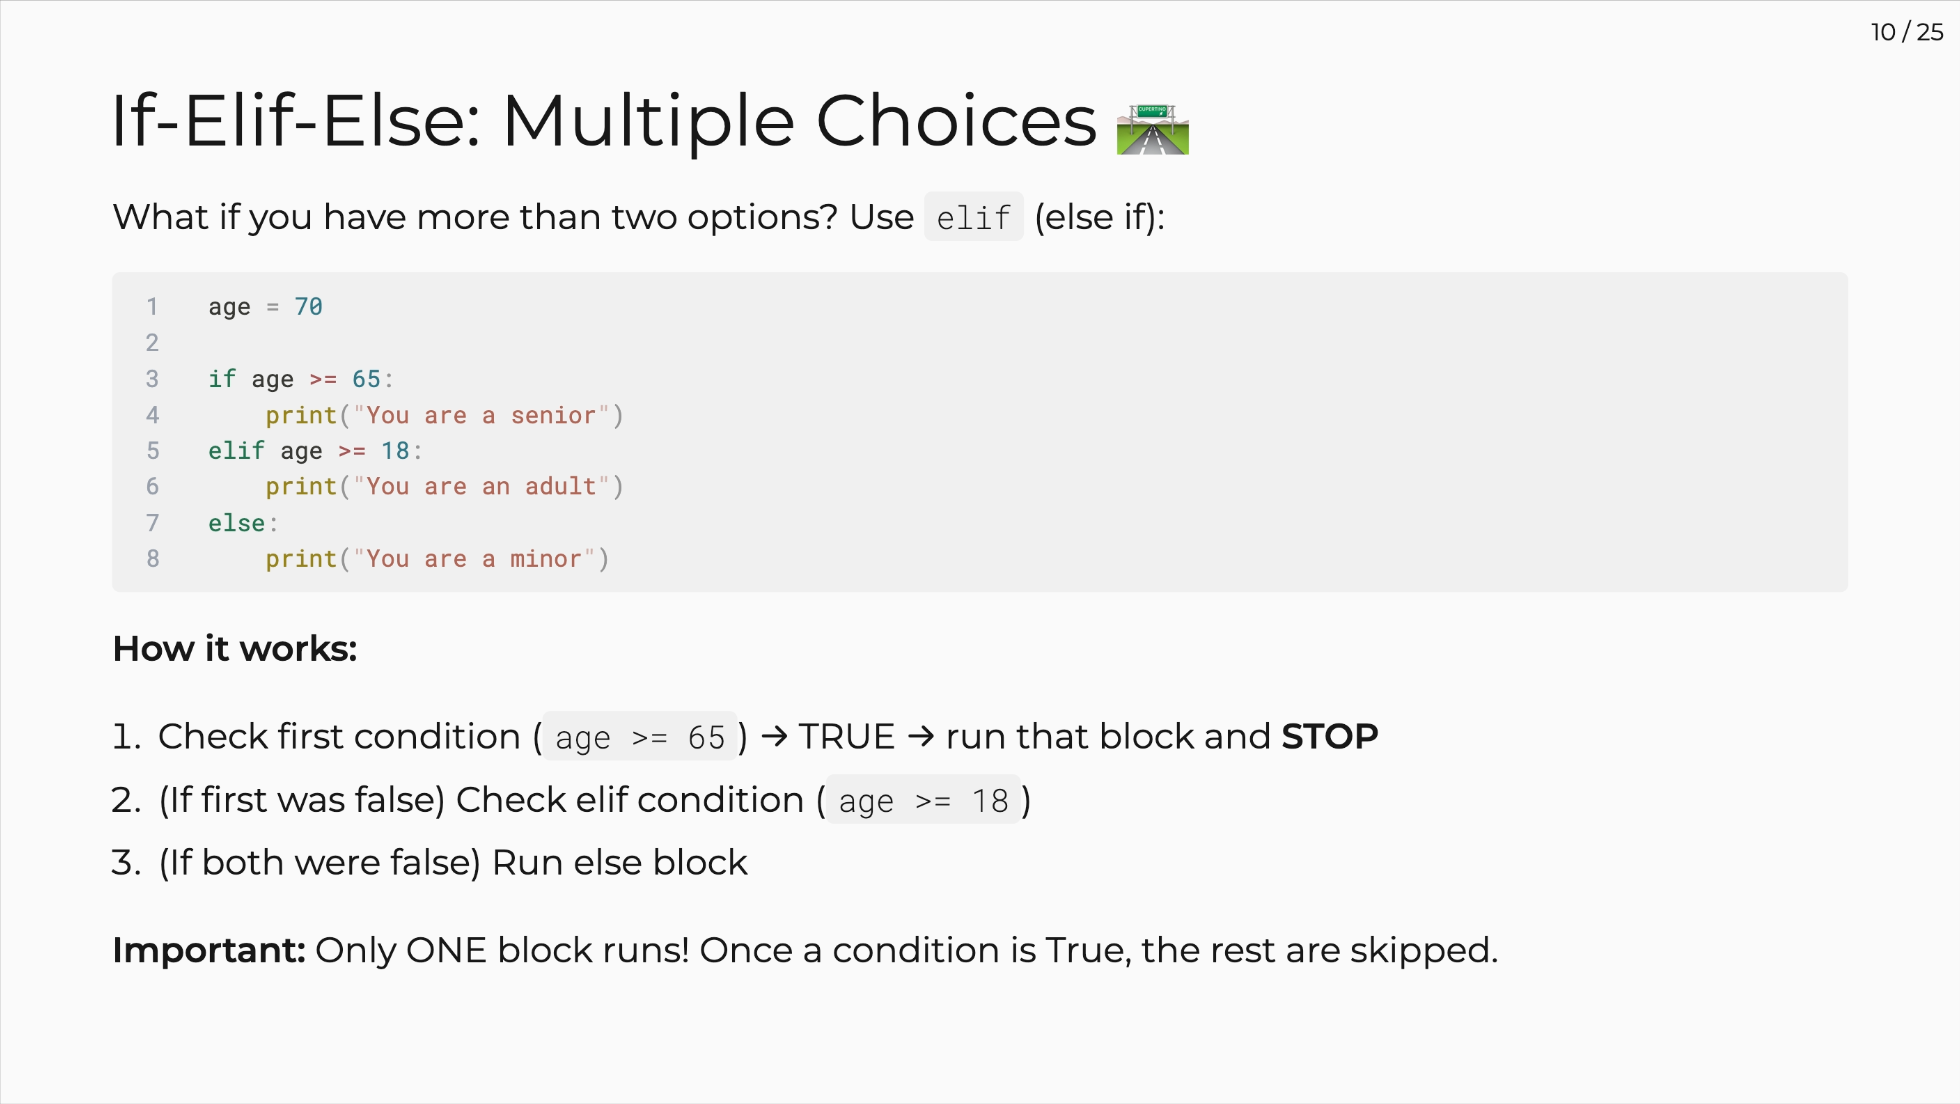 10 / 25
If-Elif-Else: Multiple Choices
CUPERTINO
What if you have more than two options? Use elif (else if):
1 age = 70
2
3 if age >= 65:
4     print("You are a senior")
5 elif age >= 18:
6     print("You are an adult")
7 else:
8     print("You are a minor")
How it works:
1. Check first condition ( age >= 65 ) → TRUE → run that block and STOP
2. (If first was false) Check elif condition ( age >= 18 )
3. (If both were false) Run else block
Important: Only ONE block runs! Once a condition is True, the rest are skipped.